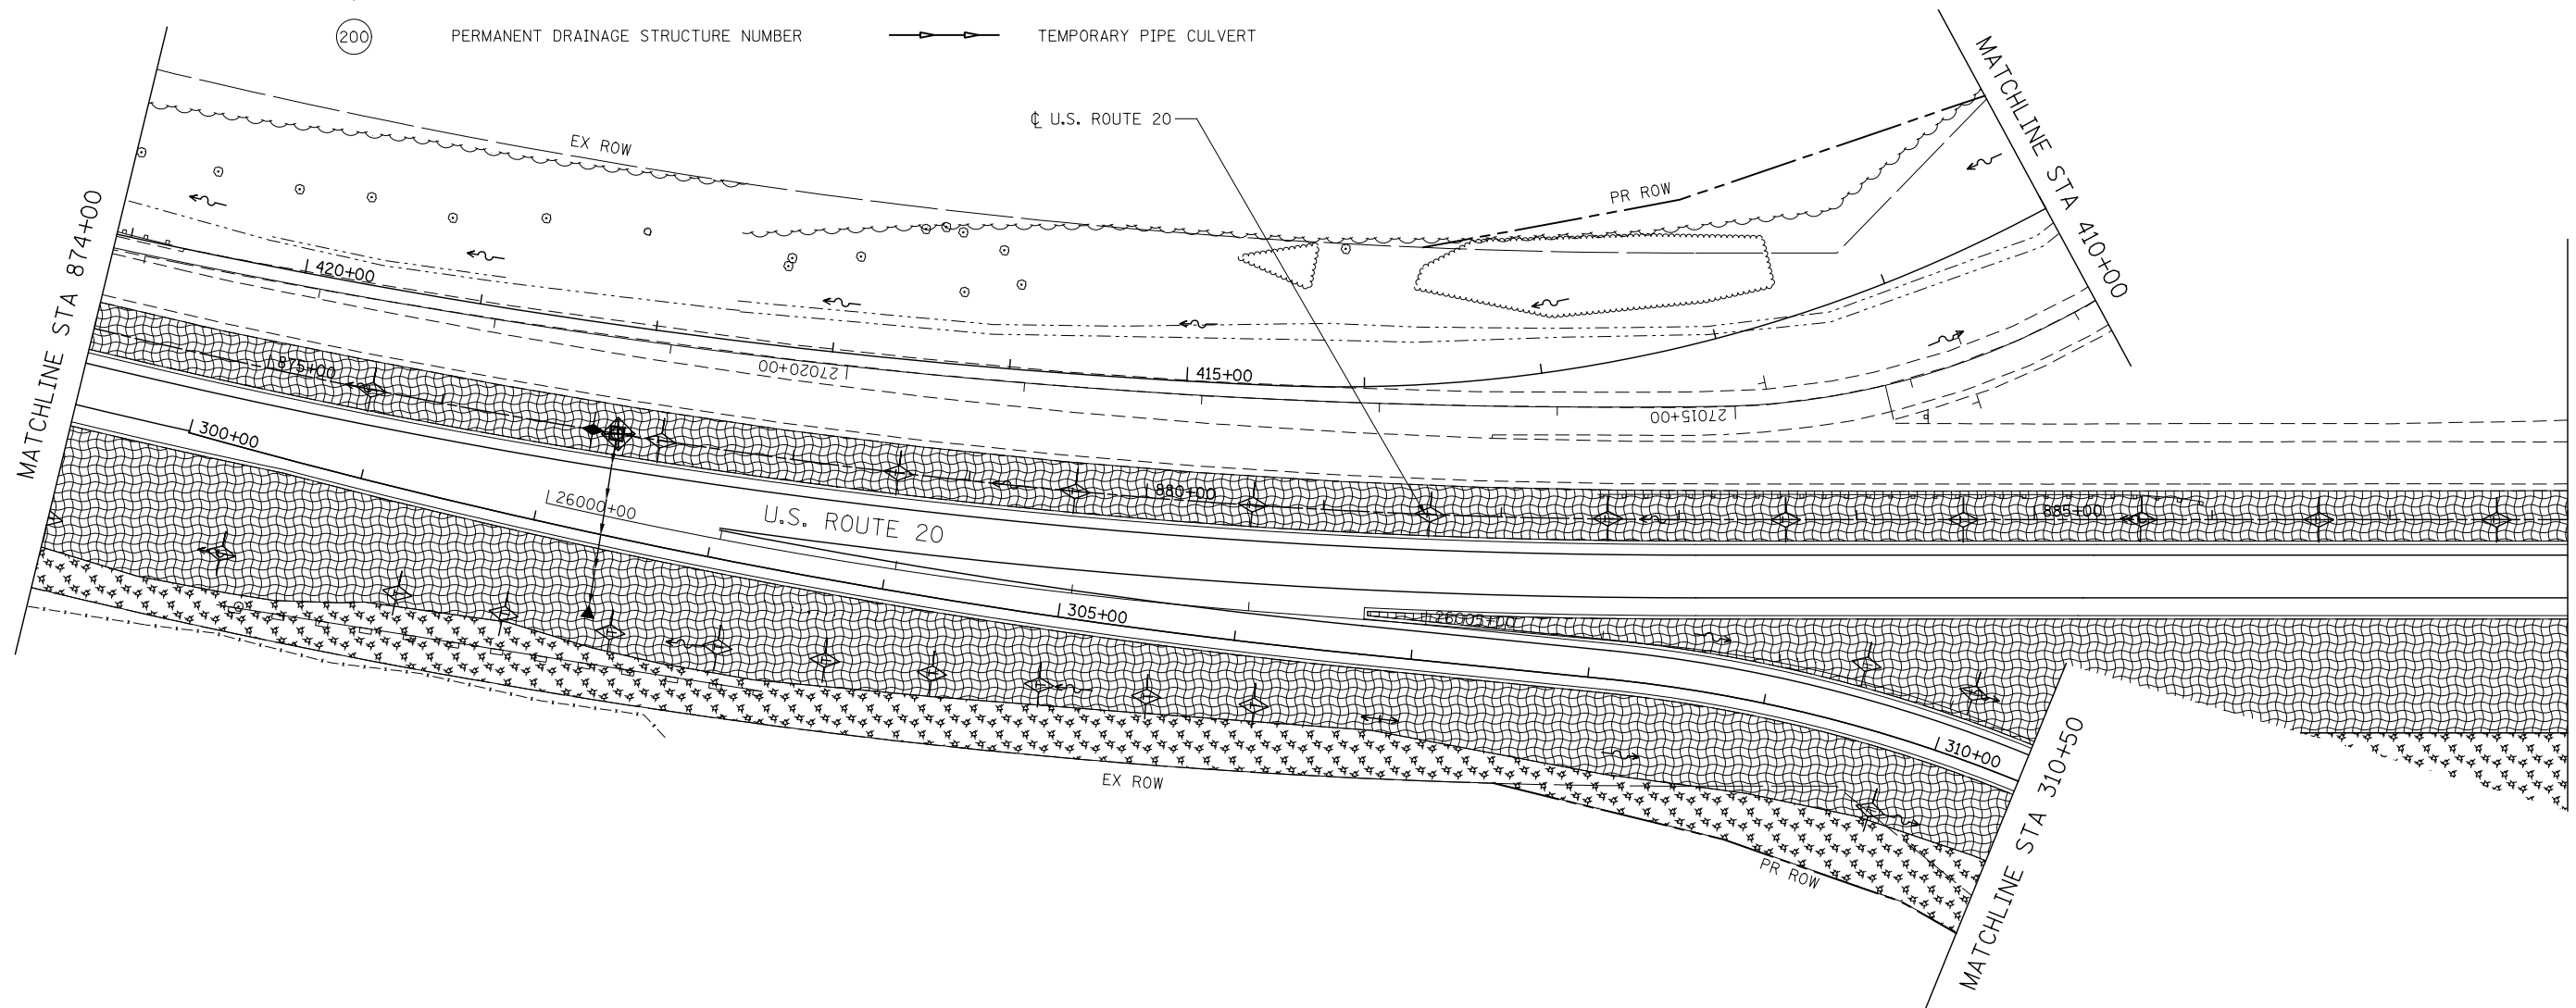 200 PERMANENT DRAINAGE STRUCTURE NUMBER TEMPORARY PIPE CULVERT
MATCHLINE STA 410+00
℄ U.S. ROUTE 20
EX ROW
PR ROW
MATCHLINE STA 874+00
420+00
875+00
27020+00
415+00
27015+00
300+00
26000+00
U.S. ROUTE 20
880+00
885+00
305+00
26005+00
310+00
EX ROW
PR ROW
MATCHLINE STA 310+50